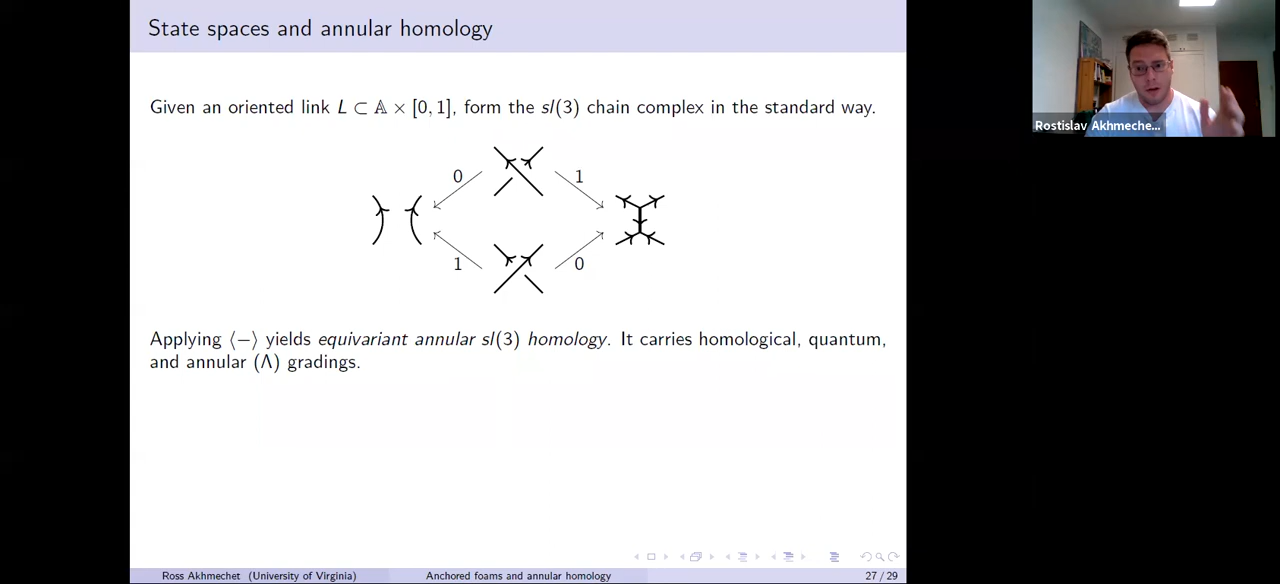 State spaces and annular homology
Given an oriented link L ⊂ 𝔸 × [0, 1], form the sl(3) chain complex in the standard way.
0
1
1
0
Applying ⟨−⟩ yields equivariant annular sl(3) homology. It carries homological, quantum,
and annular (Λ) gradings.
Ross Akhmechet (University of Virginia)
Anchored foams and annular homology
27 / 29
Rostislav Akhmeche...